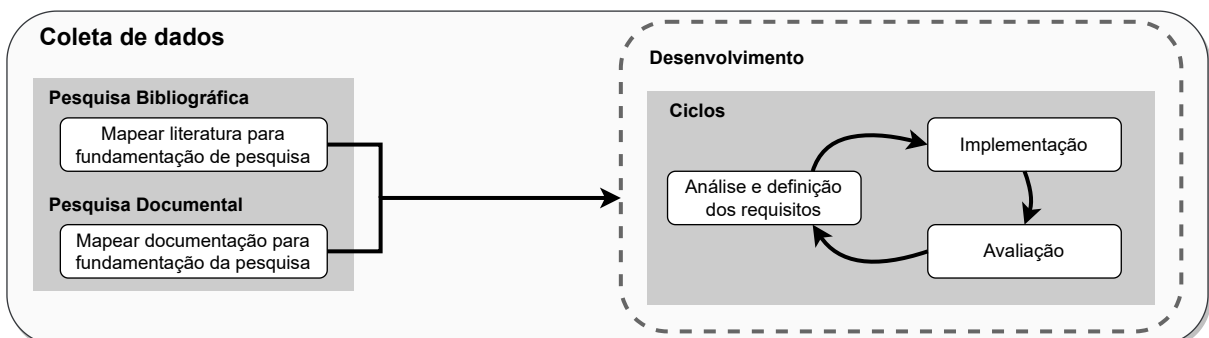 Coleta de dados
Pesquisa Bibliográfica
Mapear literatura para
fundamentação de pesquisa
Pesquisa Documental
Mapear documentação para
fundamentação da pesquisa
Desenvolvimento
Ciclos
Análise e definição
dos requisitos
Implementação
Avaliação